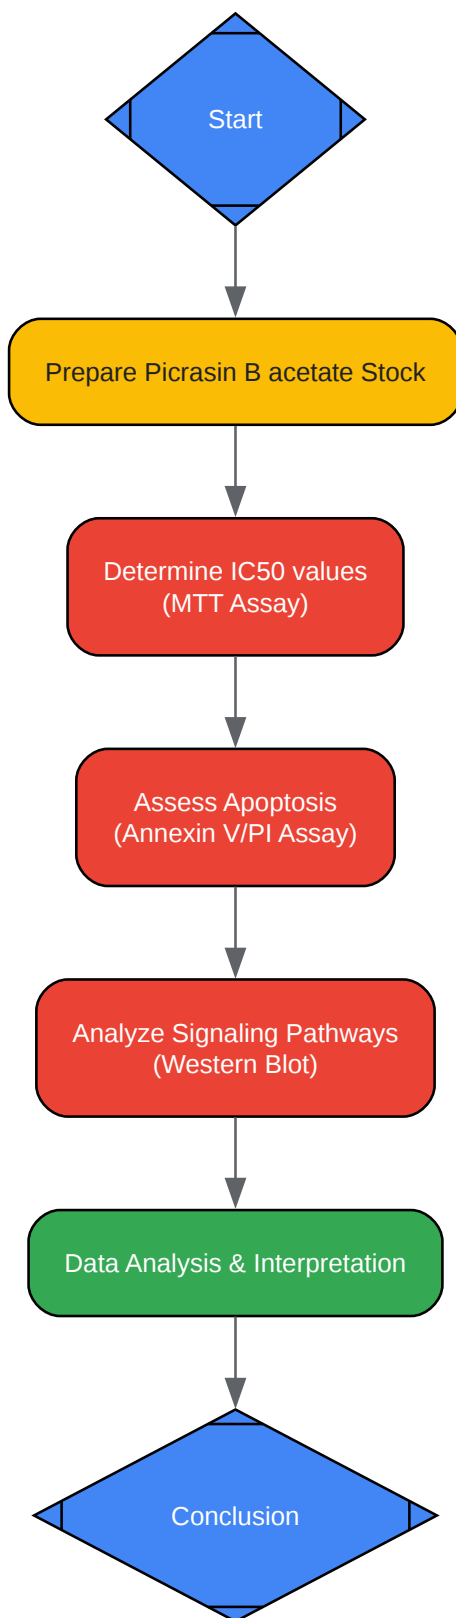 Start
Prepare Picrasin B acetate Stock
Determine IC50 values
(MTT Assay)
Assess Apoptosis
(Annexin V/PI Assay)
Analyze Signaling Pathways
(Western Blot)
Data Analysis & Interpretation
Conclusion